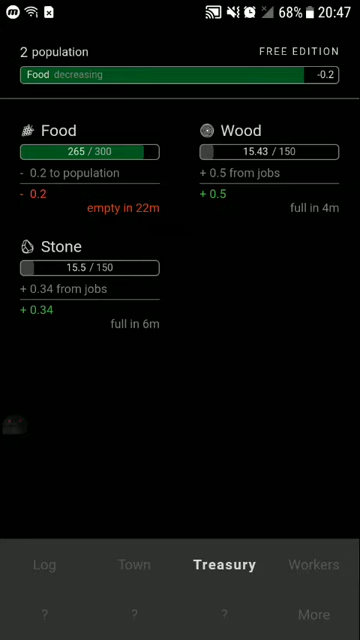 68% 20:47
2 population FREE EDITION
Food decreasing -0.2
Food
265 / 300
- 0.2 to population
- 0.2
empty in 22m
Wood
15.43 / 150
+ 0.5 from jobs
+ 0.5
full in 4m
Stone
15.5 / 150
+ 0.34 from jobs
+ 0.34
full in 6m
Log Town Treasury Workers
? ? ? More